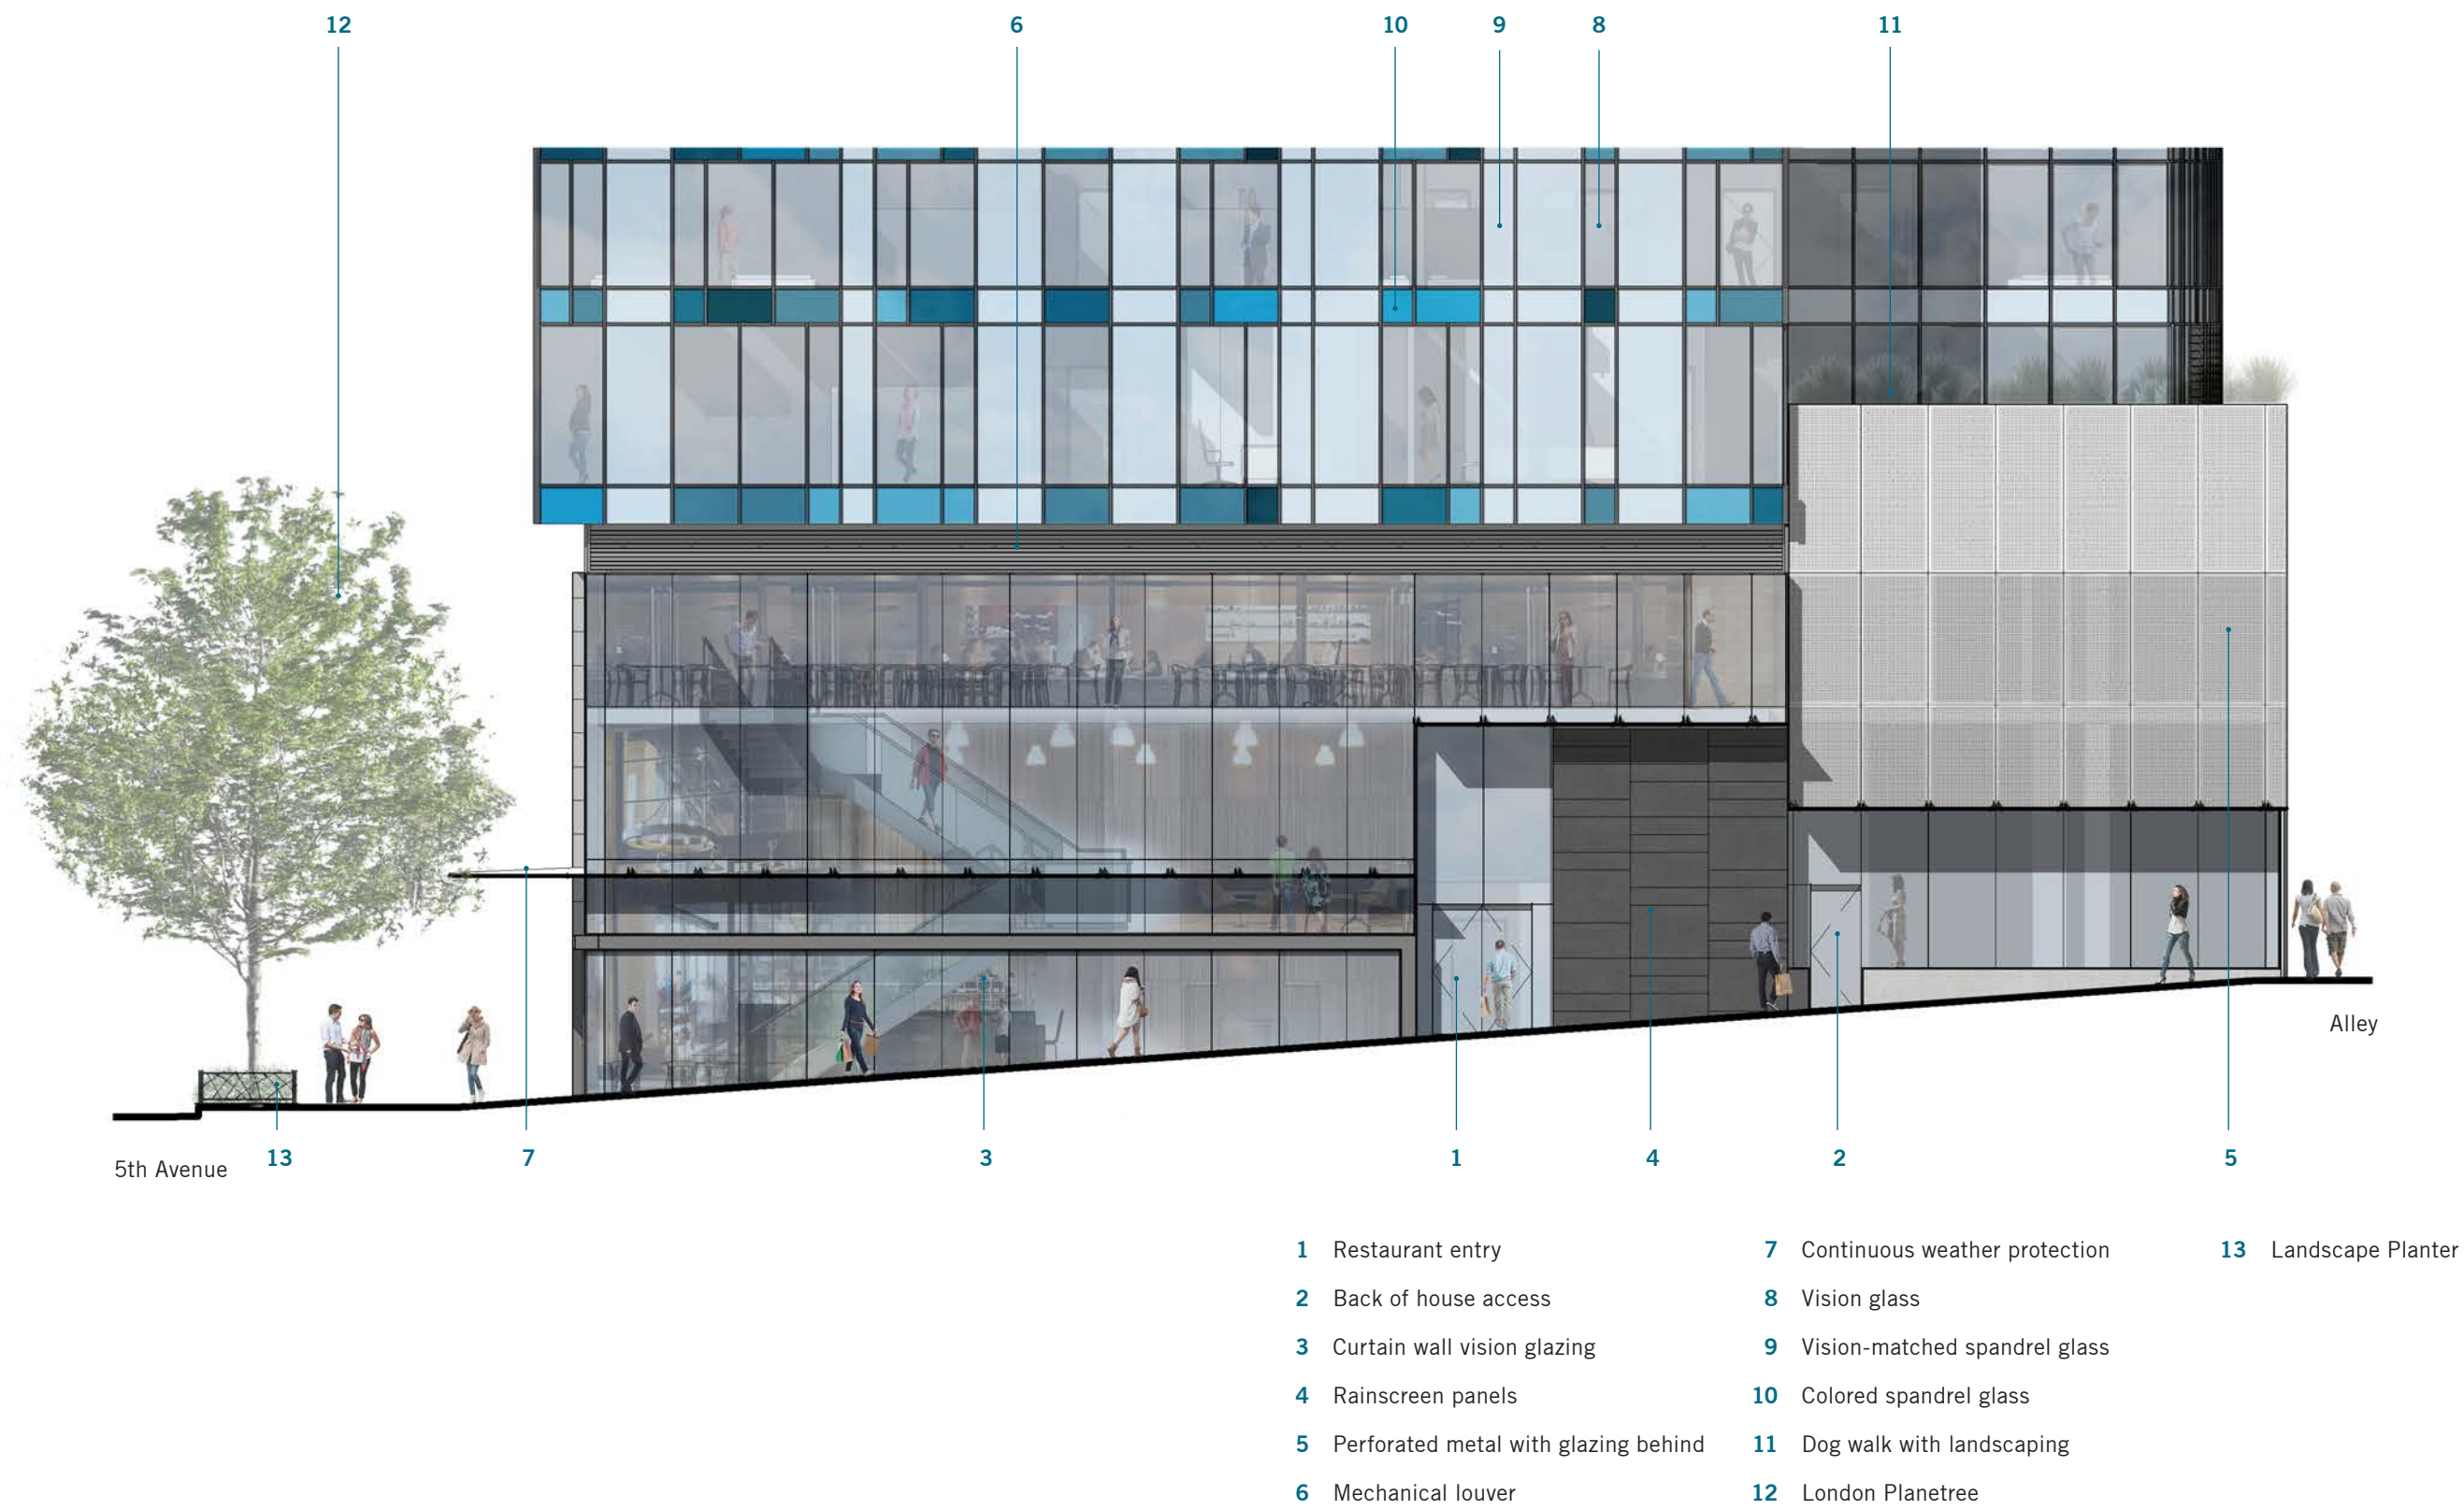 12 6 10 9 8 11
Alley
5th Avenue 13 7 3 1 4 2 5
1 Restaurant entry
2 Back of house access
3 Curtain wall vision glazing
4 Rainscreen panels
5 Perforated metal with glazing behind
6 Mechanical louver
7 Continuous weather protection
8 Vision glass
9 Vision-matched spandrel glass
10 Colored spandrel glass
11 Dog walk with landscaping
12 London Planetree
13 Landscape Planter